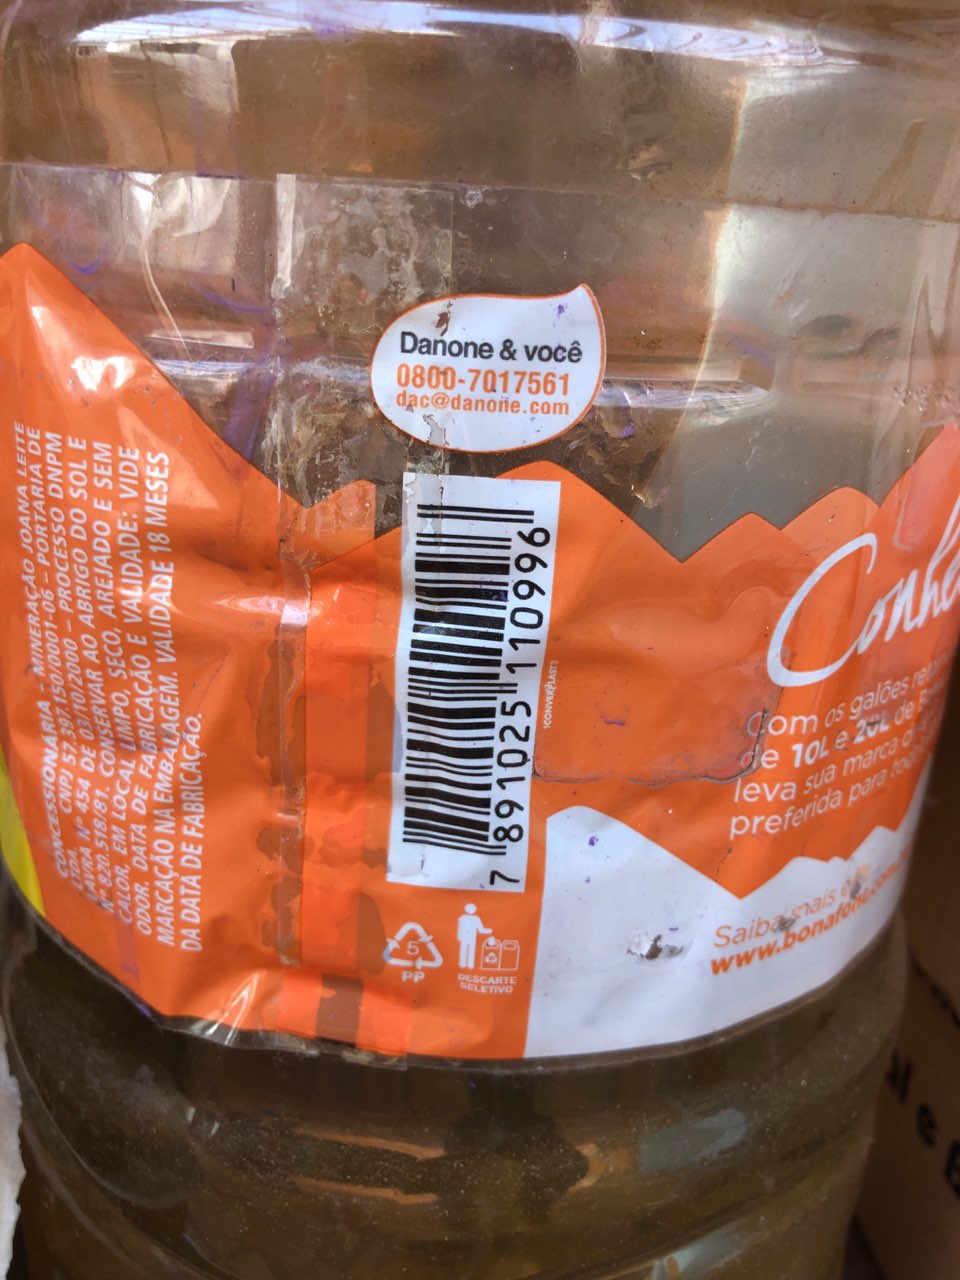 CONCESSIONÁRIA – MINERAÇÃO JOANA LEITE
LTDA. CNPJ 57.397.150/0001-06 – PORTARIA DE
LAVRA Nº 454 DE 03/10/2000 – PROCESSO DNPM
Nº 820.518/81. CONSERVAR AO ABRIGO DO SOL E
CALOR, EM LOCAL LIMPO, SECO, AREJADO E SEM
ODOR. DATA DE FABRICAÇÃO E VALIDADE: VIDE
MARCAÇÃO NA EMBALAGEM. VALIDADE 18 MESES
DA DATA DE FABRICAÇÃO.
Danone & você
0800-7017561
dac@danone.com
7 891025 110996
CONVERPLAST
5
PP
DESCARTE
SELETIVO
Com os galões
de 10L e 20L de
leva sua marca
preferida para
Saiba mais
www.bonafont.com